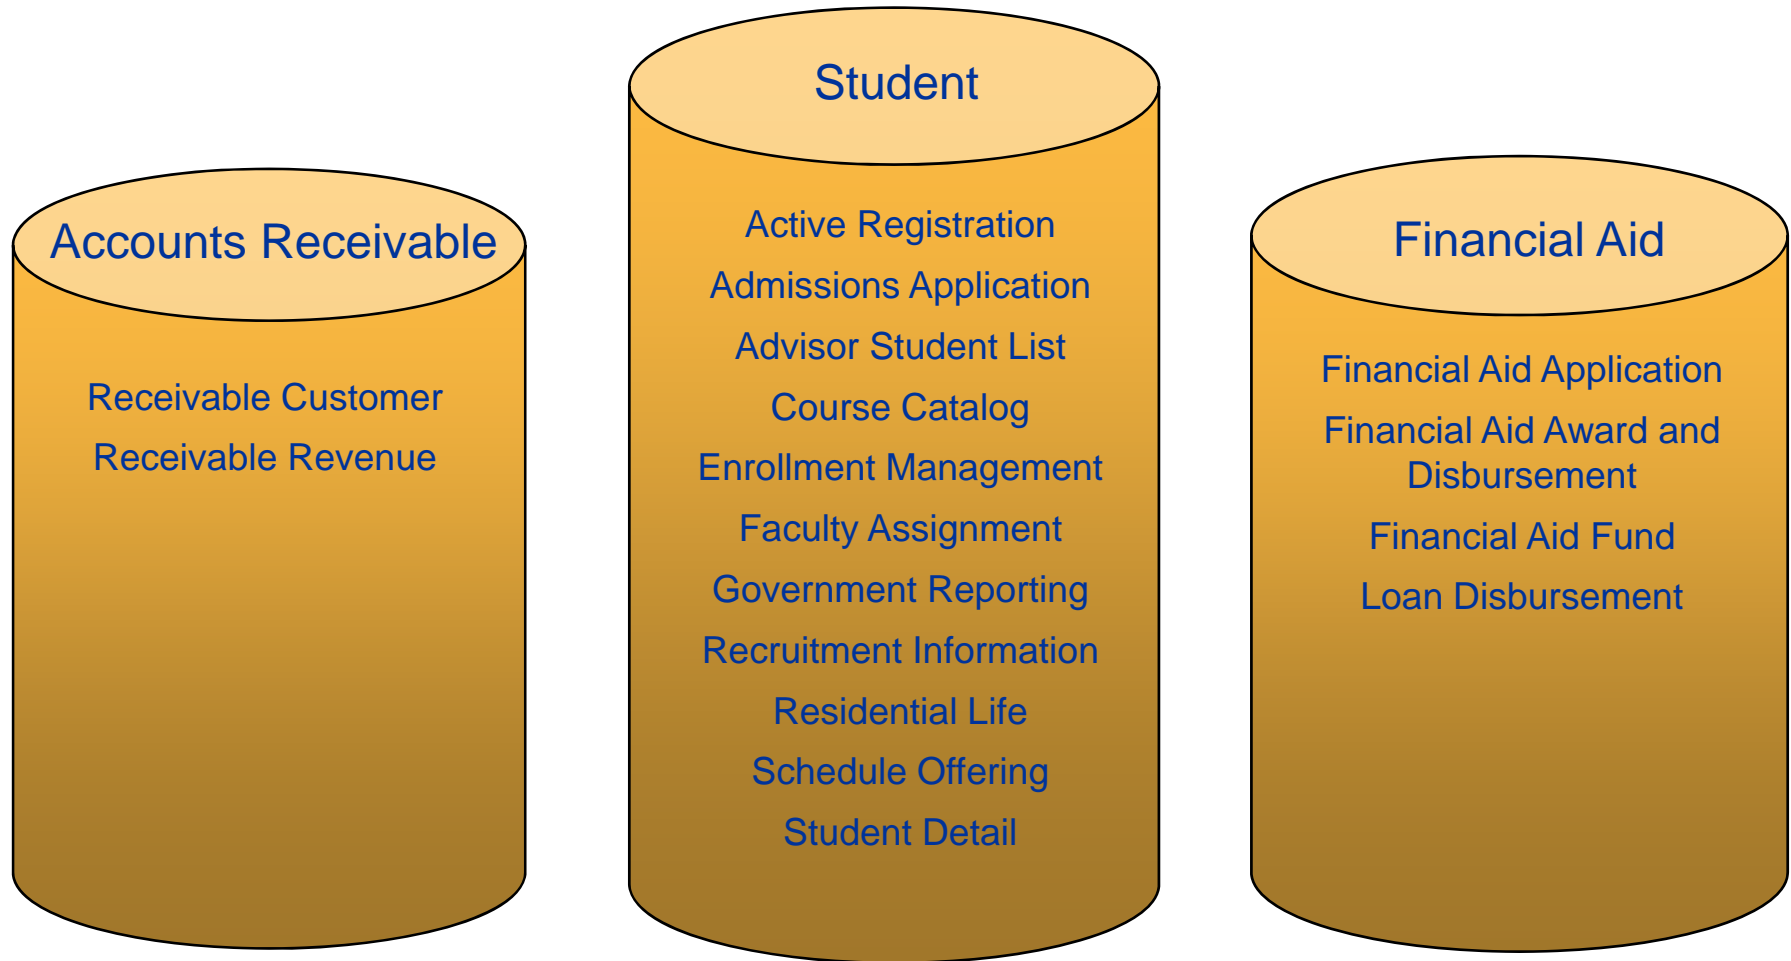 Accounts Receivable
Receivable Customer
Receivable Revenue
Student
Active Registration
Admissions Application
Advisor Student List
Course Catalog
Enrollment Management
Faculty Assignment
Government Reporting
Recruitment Information
Residential Life
Schedule Offering
Student Detail
Financial Aid
Financial Aid Application
Financial Aid Award and
Disbursement
Financial Aid Fund
Loan Disbursement